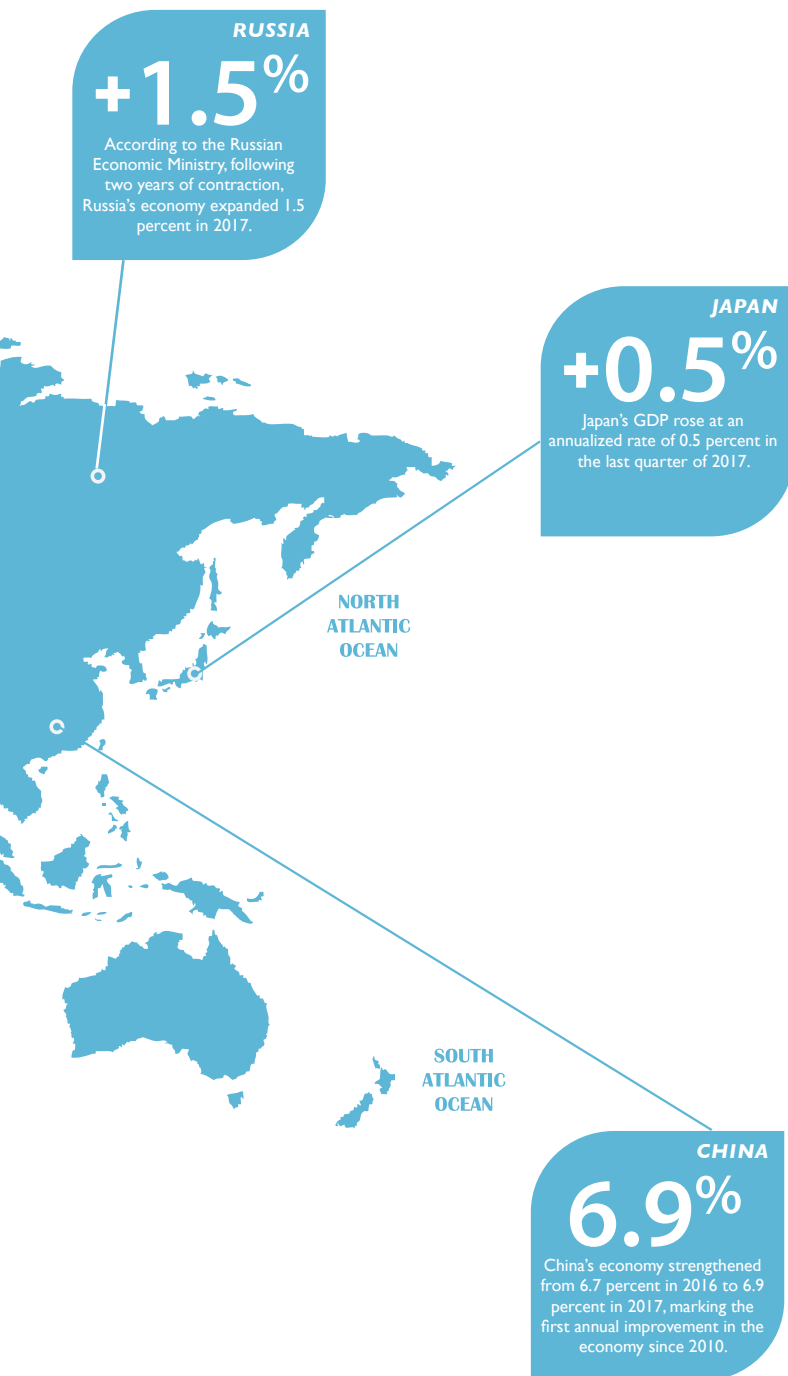 RUSSIA
+1.5%
According to the Russian
Economic Ministry, following
two years of contraction,
Russia's economy expanded 1.5
percent in 2017.
JAPAN
+0.5%
Japan's GDP rose at an
annualized rate of 0.5 percent in
the last quarter of 2017.
NORTH
ATLANTIC
OCEAN
SOUTH
ATLANTIC
OCEAN
CHINA
6.9%
China's economy strengthened
from 6.7 percent in 2016 to 6.9
percent in 2017, marking the
first annual improvement in the
economy since 2010.